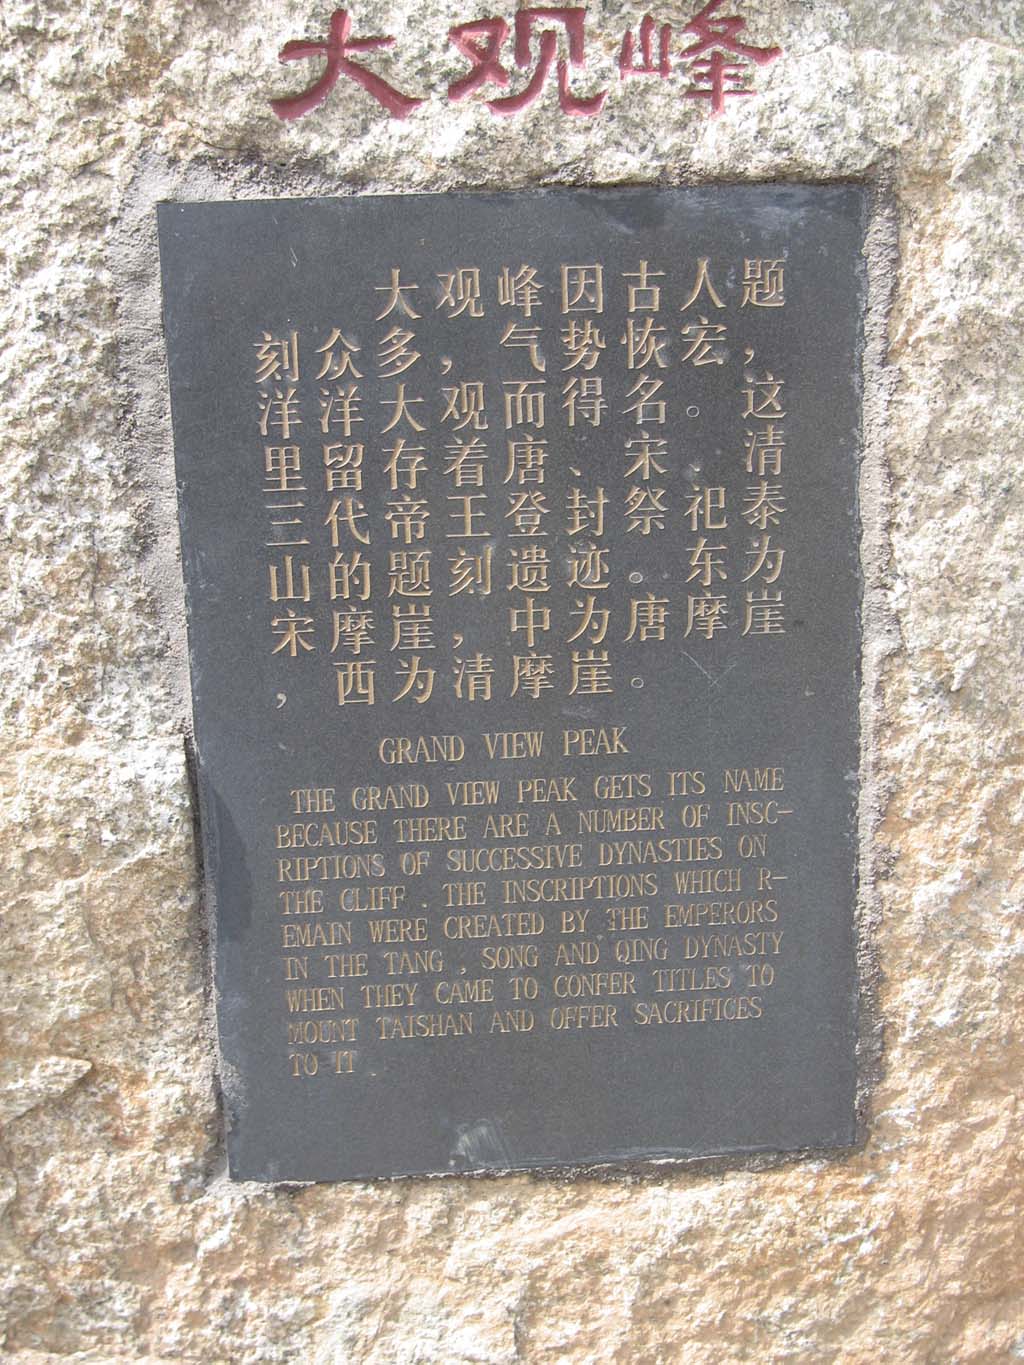 大观峰
大观峰因古人题
刻众多，气势恢宏，
洋洋大观而得名。这
里留存着唐、宋、清
三代帝王登封祭祀泰
山的题刻遗迹。东为
宋摩崖，中为唐摩崖
，西为清摩崖。
GRAND VIEW PEAK
THE GRAND VIEW PEAK GETS ITS NAME
BECAUSE THERE ARE A NUMBER OF INSC-
RIPTIONS OF SUCCESSIVE DYNASTIES ON
THE CLIFF . THE INSCRIPTIONS WHICH R-
EMAIN WERE CREATED BY THE EMPERORS
IN THE TANG , SONG AND QING DYNASTY
WHEN THEY CAME TO CONFER TITLES TO
MOUNT TAISHAN AND OFFER SACRIFICES
TO IT .